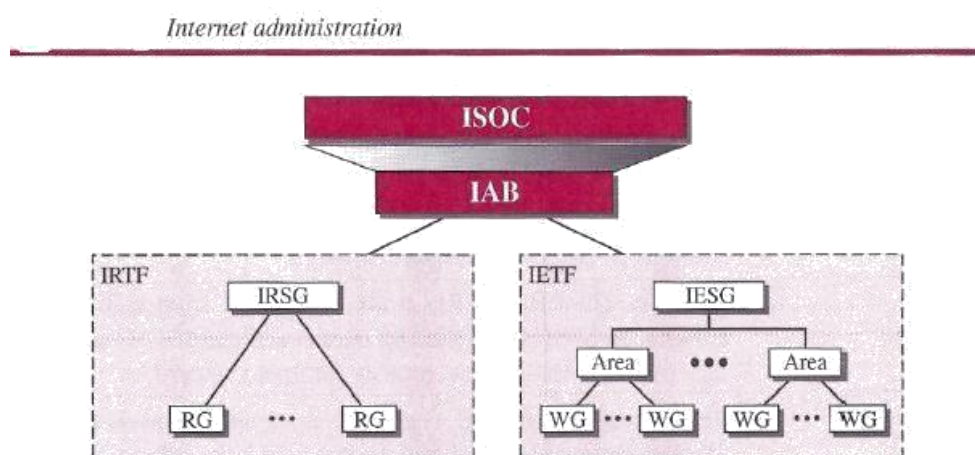 Internet administration
ISOC
IAB
IRTF IETF
IRSG IESG
Area ••• Area
RG ••• RG WG ••• WG WG ••• WG